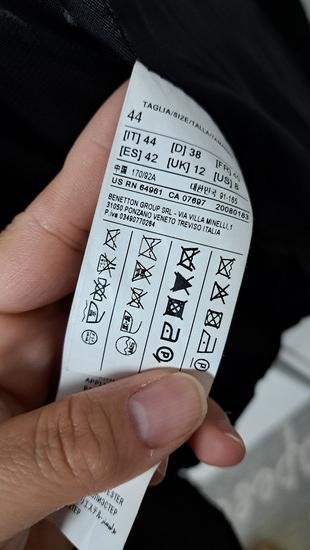 TAGLIA/SIZE/TALLA/
44
[IT] 44 [D] 38
[ES] 42 [UK] 12 [US] 8
中国 170/92A 대한민국 91-165
US RN 64961 CA 07697 20080183
BENETTON GROUP SRL - VIA VILLA MINELLI, 1
31050 PONZANO VENETO TREVISO ITALIA
P.iva 03490770264